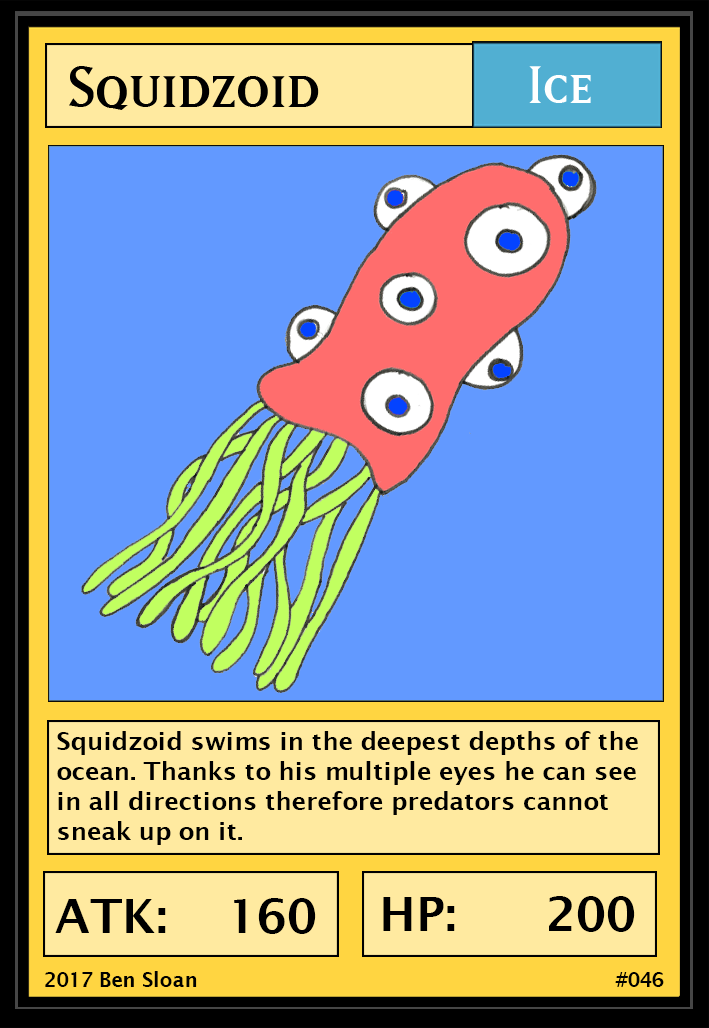 Squidzoid
Ice
Squidzoid swims in the deepest depths of the
ocean. Thanks to his multiple eyes he can see
in all directions therefore predators cannot
sneak up on it.
ATK: 160
HP: 200
2017 Ben Sloan
#046